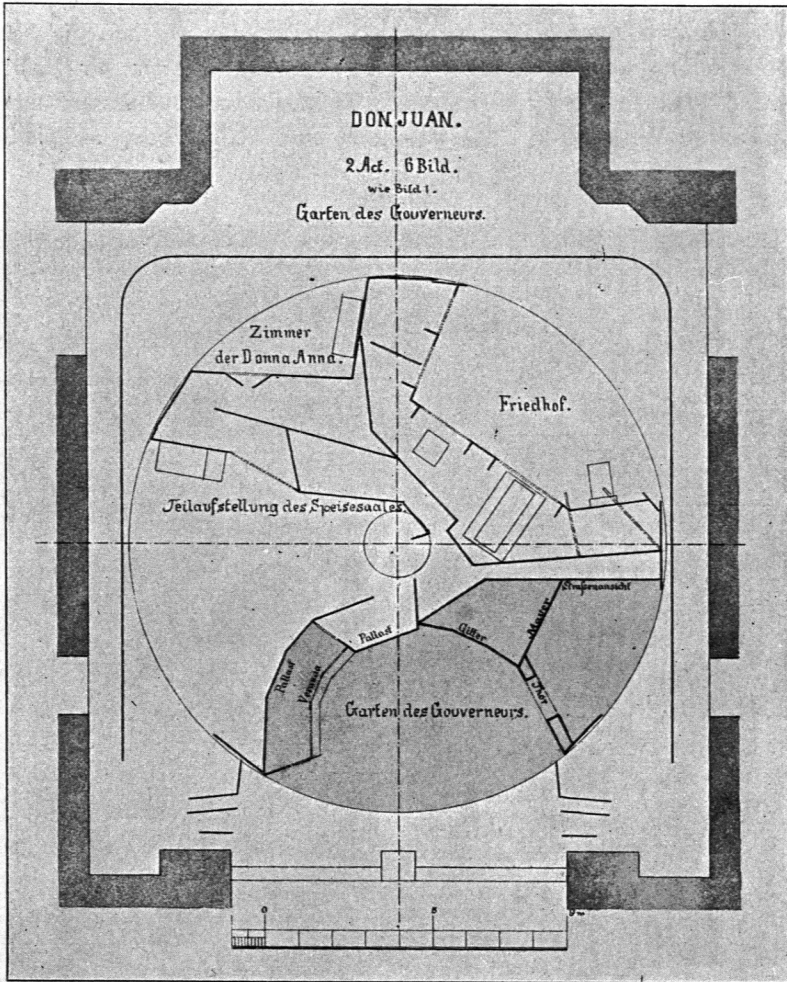 DON JUAN.
2 Act. 6 Bild.
wie Bild 1.
Garten des Gouverneurs.
Zimmer
der Donna Anna.
Friedhof.
Teilaufstellung des Speisesaales.
Strassenansicht
Mauer
Gitter
Pallast
Pallast
Veranda
Thor
Garten des Gouverneurs.
0 5 9 m